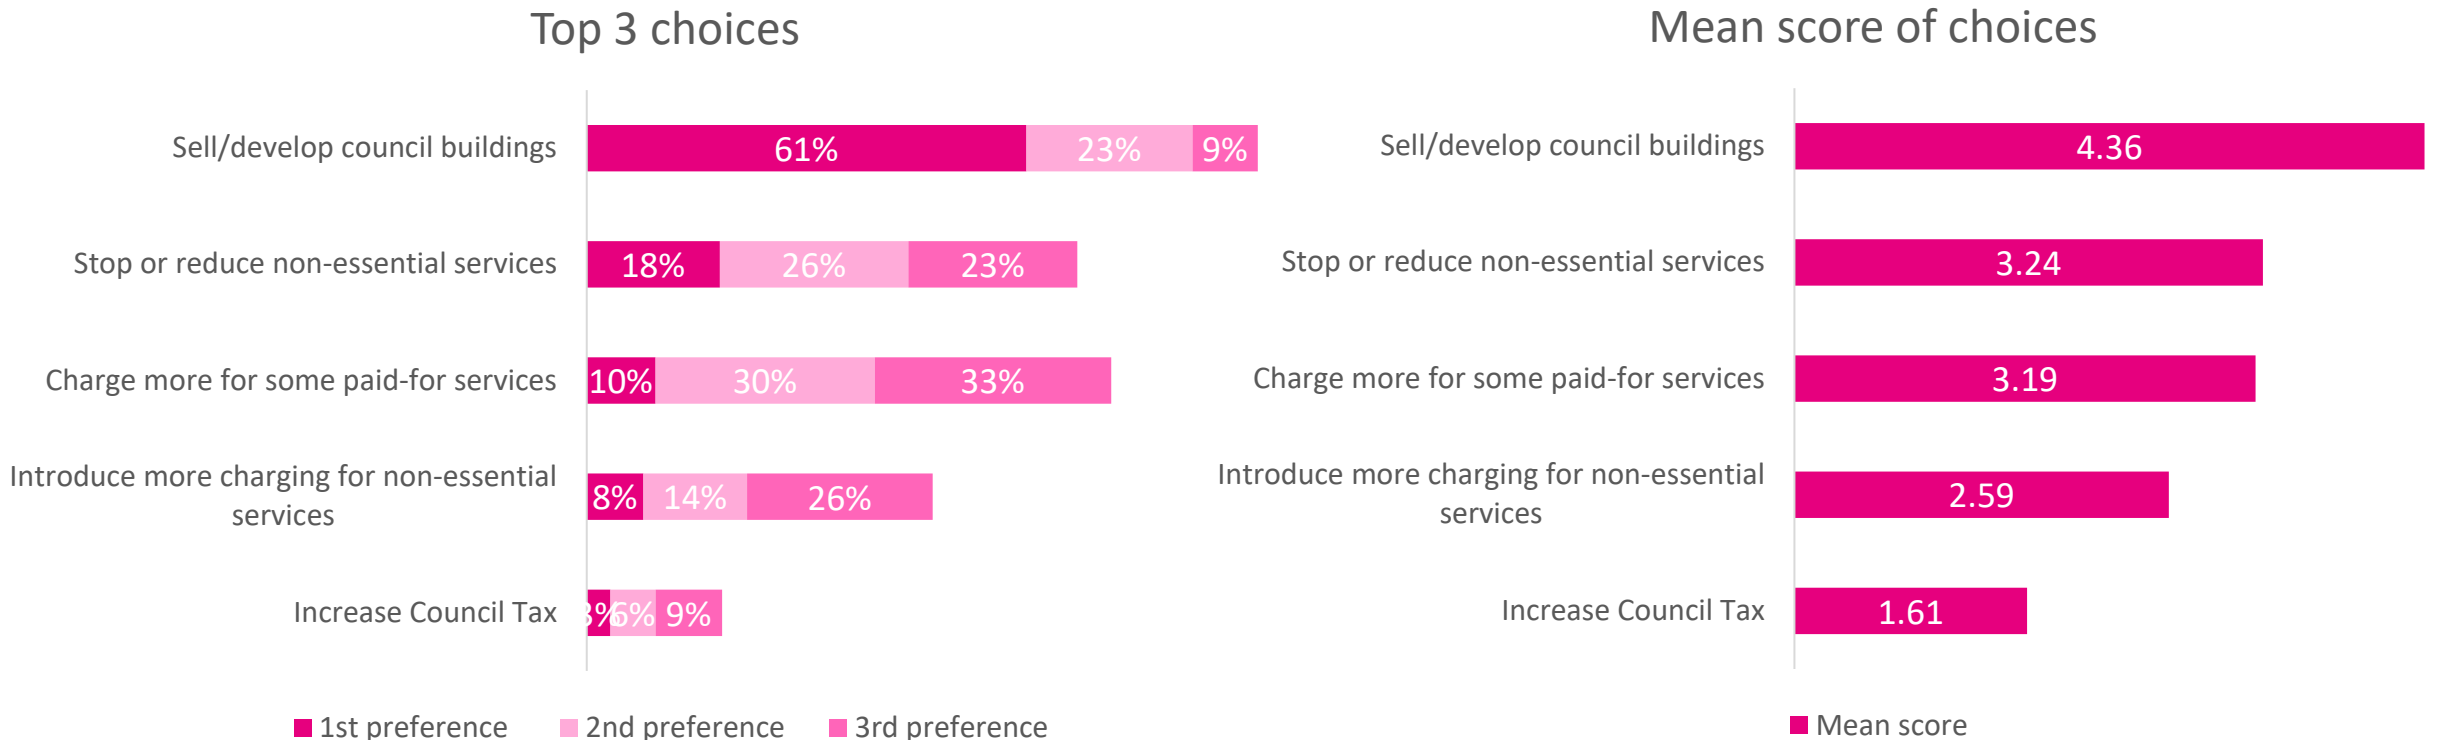 Top 3 choices
Sell/develop council buildings
61%
23%
9%
Stop or reduce non-essential services
18%
26%
23%
Charge more for some paid-for services
10%
30%
33%
Introduce more charging for non-essential
services
8%
14%
26%
Increase Council Tax
3%
6%
9%
1st preference
2nd preference
3rd preference
Mean score of choices
Sell/develop council buildings
4.36
Stop or reduce non-essential services
3.24
Charge more for some paid-for services
3.19
Introduce more charging for non-essential
services
2.59
Increase Council Tax
1.61
Mean score